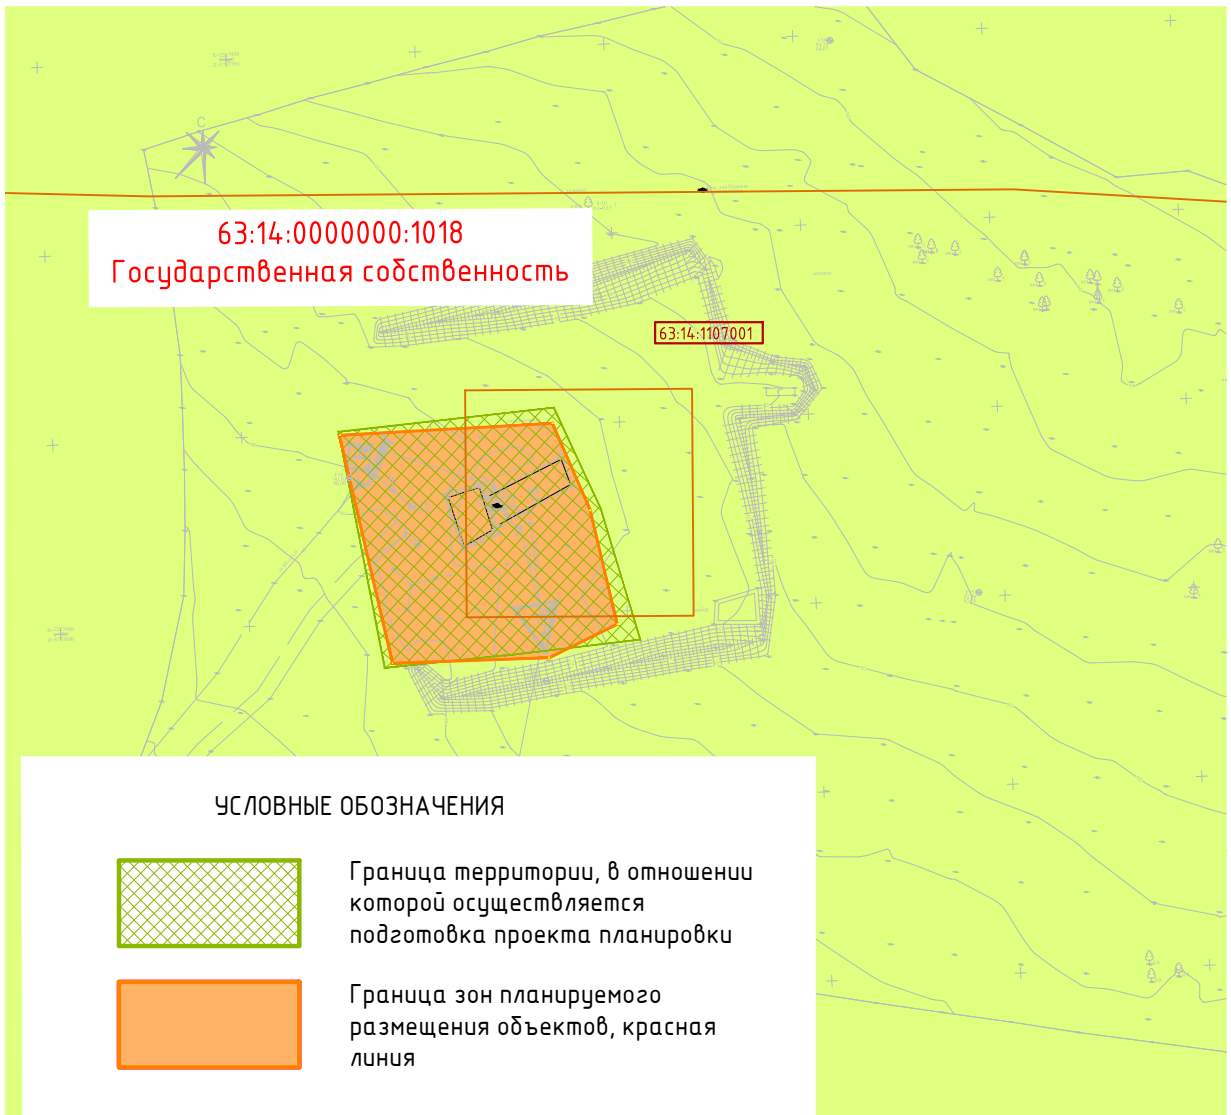 С
63:14:0000000:1018
Государственная собственность
63:14:1107001
УСЛОВНЫЕ ОБОЗНАЧЕНИЯ
Граница территории, в отношении
которой осуществляется
подготовка проекта планировки
Граница зон планируемого
размещения объектов, красная
линия